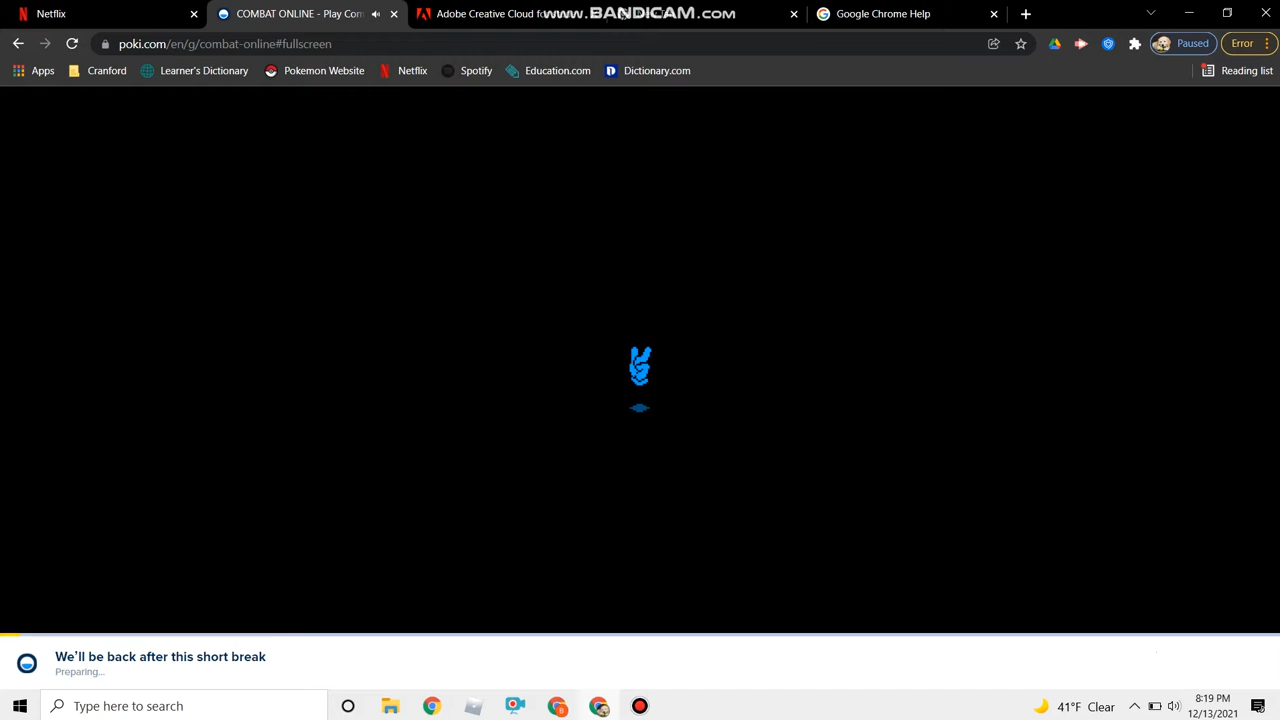 Netflix
COMBAT ONLINE - Play Com
Adobe Creative Cloud fo
www.BANDICAM.com
Google Chrome Help
poki.com/en/g/combat-online#fullscreen
Paused
Error
Apps
Cranford
Learner's Dictionary
Pokemon Website
Netflix
Spotify
Education.com
Dictionary.com
Reading list
We'll be back after this short break
Preparing...
Type here to search
41°F Clear
8:19 PM
12/13/2021